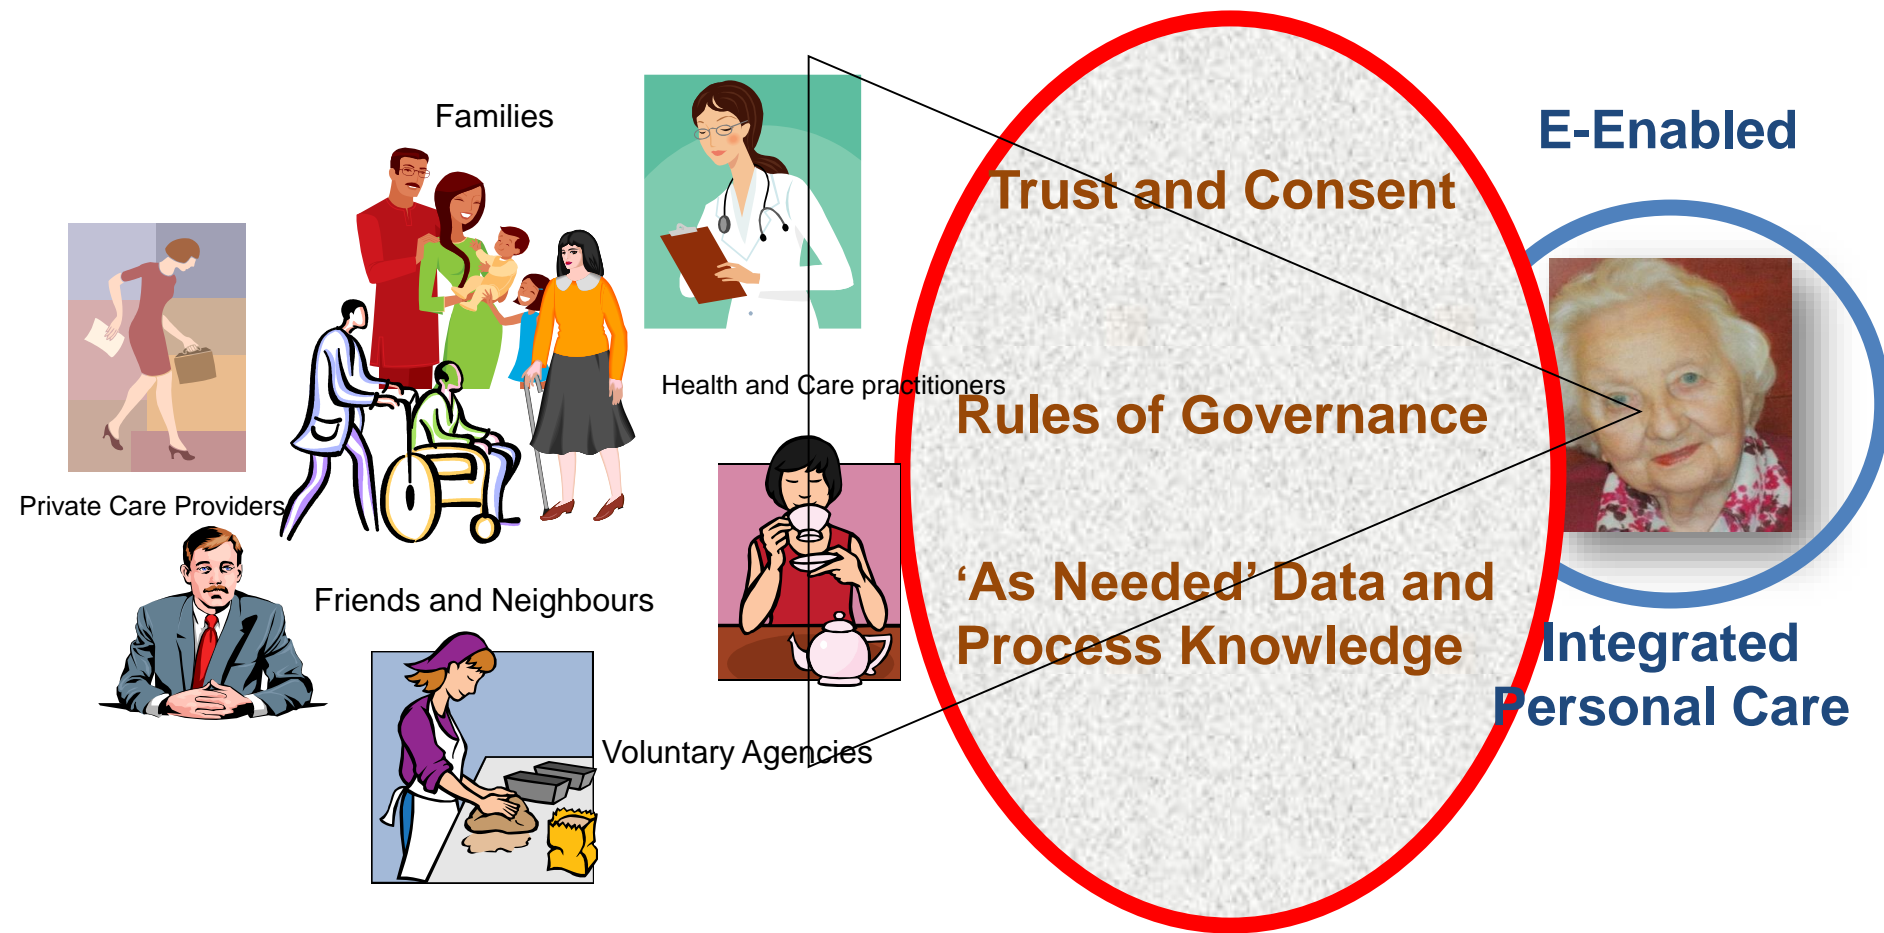 Families
Health and Care practitioners
Private Care Providers
Friends and Neighbours
Voluntary Agencies
Trust and Consent
Rules of Governance
‘As Needed’ Data and
Process Knowledge
E-Enabled
Integrated
Personal Care